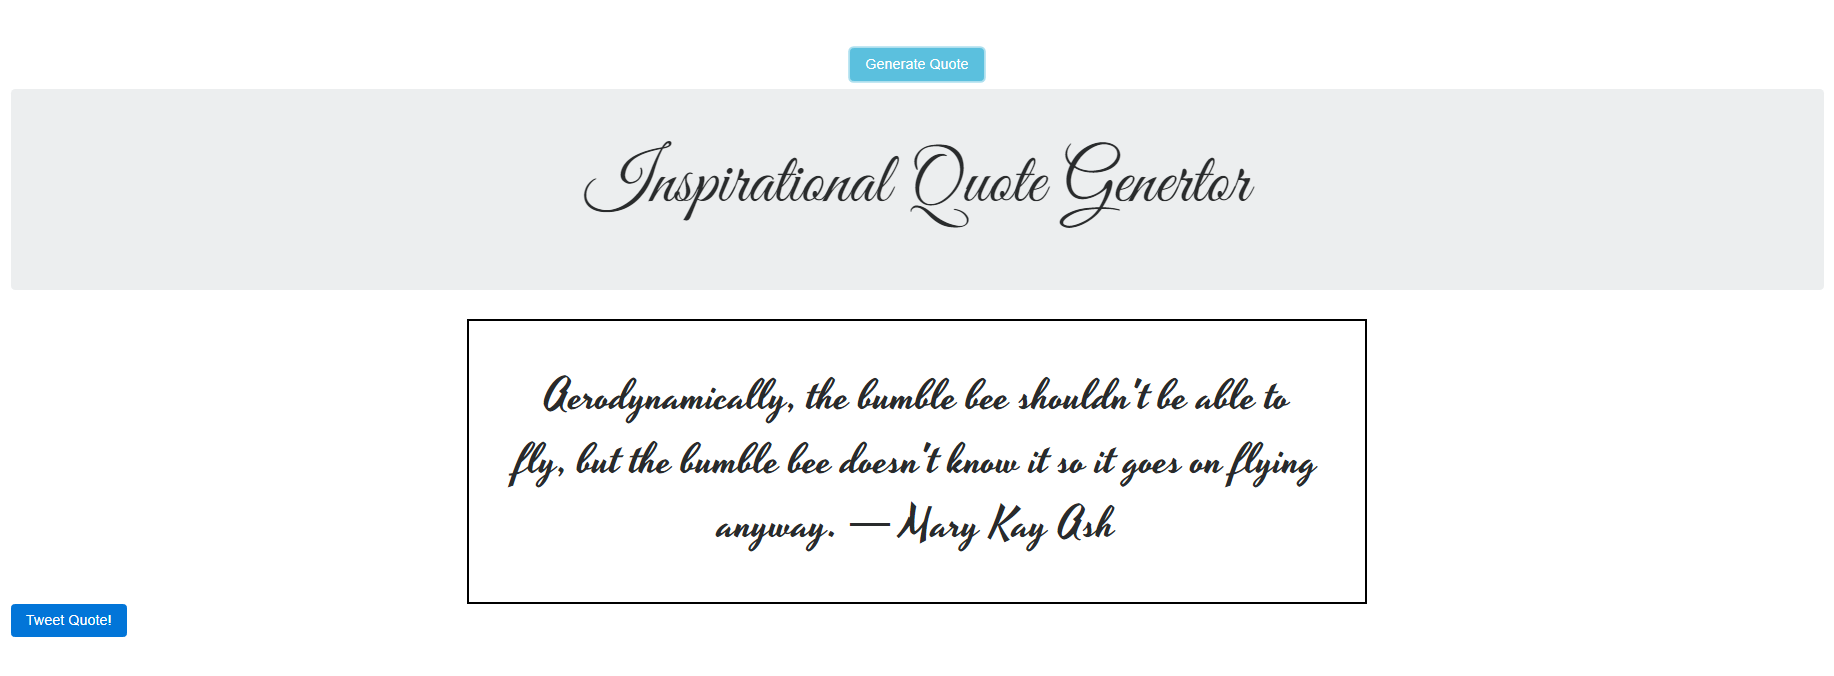 Generate Quote
Inspirational Quote Genertor
Aerodynamically, the bumble bee shouldn't be able to
fly, but the bumble bee doesn't know it so it goes on flying
anyway. — Mary Kay Ash
Tweet Quote!